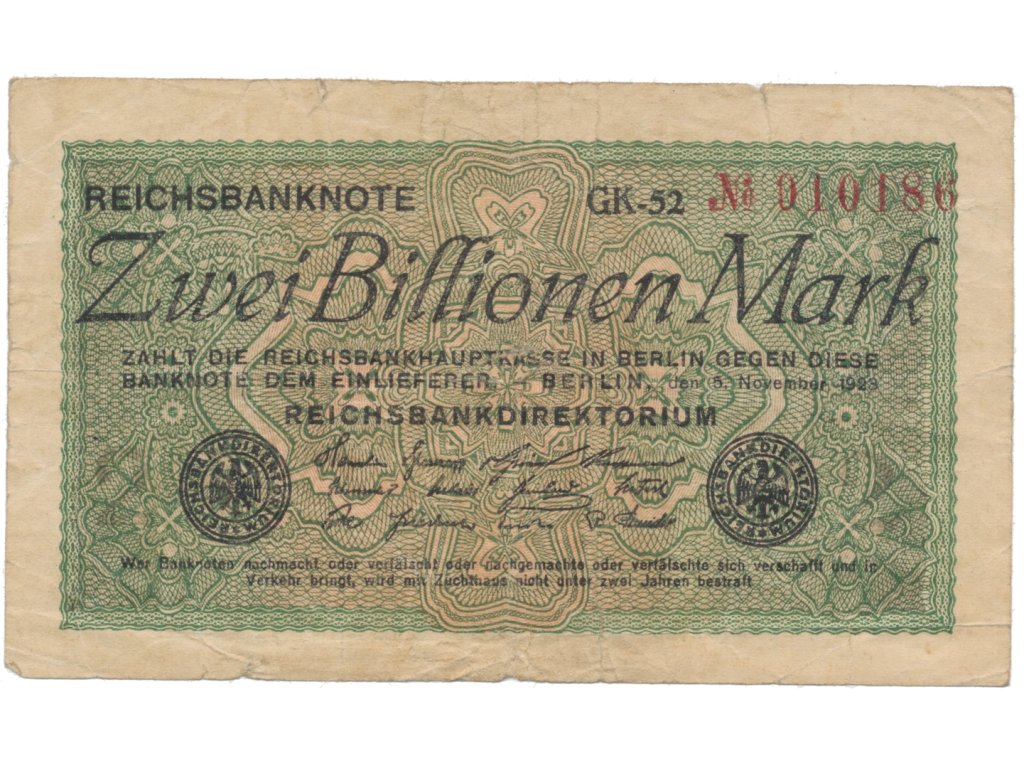 REICHSBANKNOTE GK-52 № 010186
Zwei Billionen Mark
ZAHLT DIE REICHSBANKHAUPTKASSE IN BERLIN GEGEN DIESE
BANKNOTE DEM EINLIEFERER. BERLIN, den 5. November 1923
REICHSBANKDIREKTORIUM
REICHSBANKDIREKTORIUM
REICHSBANKDIREKTORIUM
Wer Banknoten nachmacht oder verfälscht oder nachgemachte oder verfälschte sich verschafft und in
Verkehr bringt, wird mit Zuchthaus nicht unter zwei Jahren bestraft